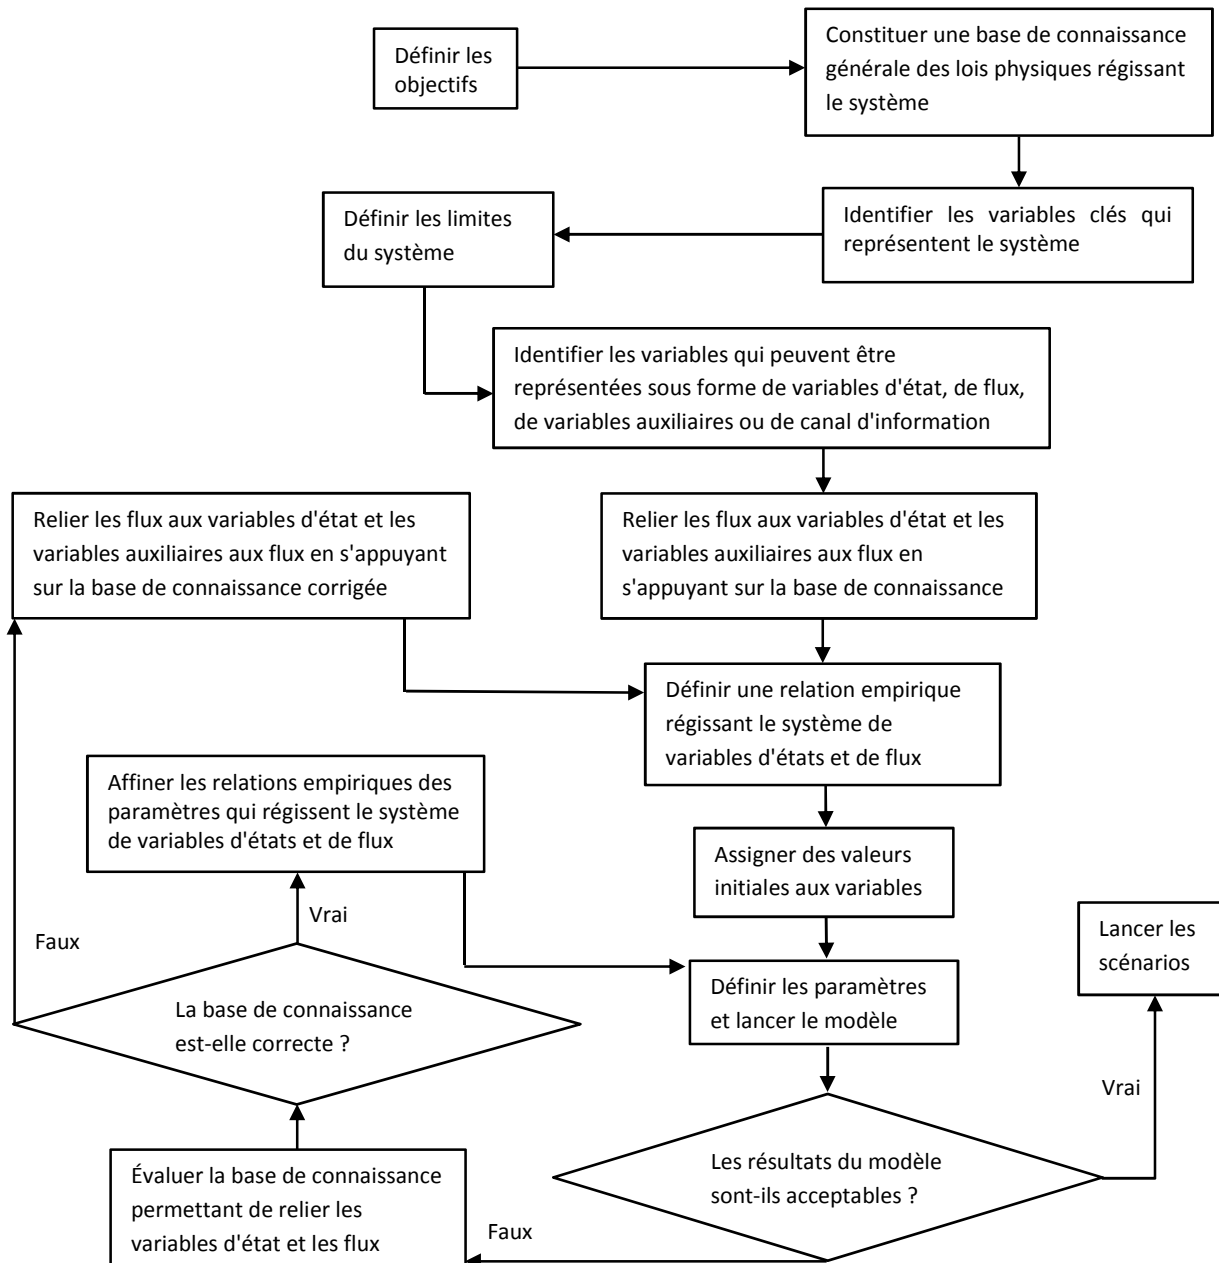 Définir les
objectifs
Constituer une base de connaissance
générale des lois physiques régissant
le système
Identifier les variables clés qui
représentent le système
Définir les limites
du système
Identifier les variables qui peuvent être
représentées sous forme de variables d'état, de flux,
de variables auxiliaires ou de canal d'information
Relier les flux aux variables d'état et les
variables auxiliaires aux flux en s'appuyant
sur la base de connaissance corrigée
Relier les flux aux variables d'état et les
variables auxiliaires aux flux en
s'appuyant sur la base de connaissance
Définir une relation empirique
régissant le système de
variables d'états et de flux
Affiner les relations empiriques des
paramètres qui régissent le système
de variables d'états et de flux
Assigner des valeurs
initiales aux variables
Vrai
Faux
Lancer les
scénarios
La base de connaissance
est-elle correcte ?
Définir les paramètres
et lancer le modèle
Vrai
Les résultats du modèle
sont-ils acceptables ?
Évaluer la base de connaissance
permettant de relier les
variables d'état et les flux
Faux